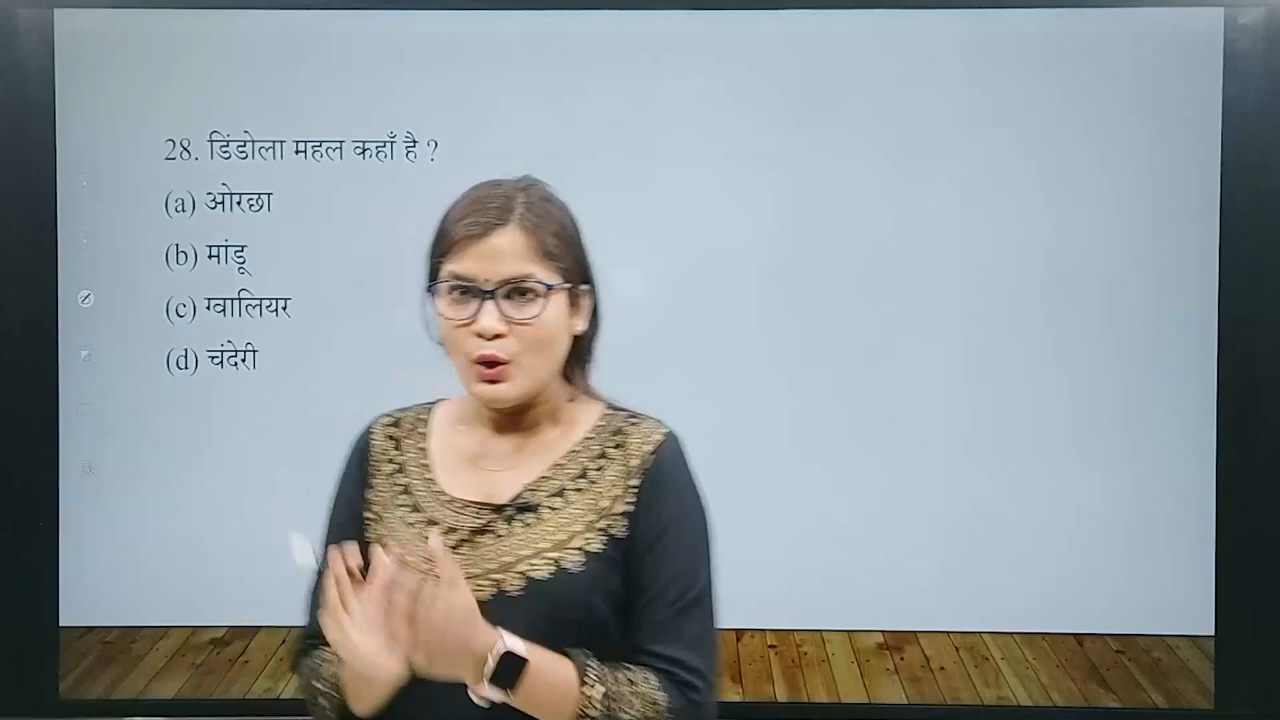 28. डिंडोला महल कहाँ है ?
(a) ओरछा
(b) मांडू
(c) ग्वालियर
(d) चंदेरी